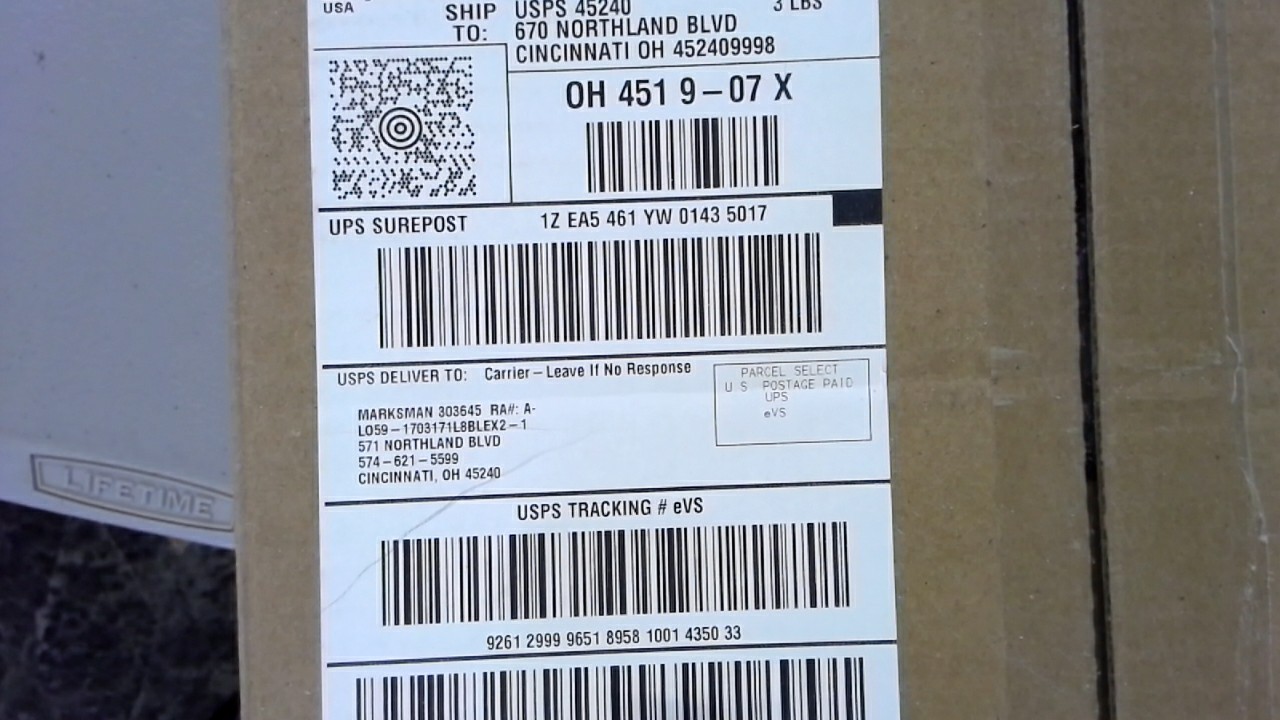 USA
SHIP TO:
USPS 45240
3 LBS
670 NORTHLAND BLVD
CINCINNATI OH 452409998
OH 451 9-07 X
UPS SUREPOST
1Z EA5 461 YW 0143 5017
USPS DELIVER TO: Carrier - Leave If No Response
MARKSMAN 303645 RA#: A-
L059-1703171L8BLEX2-1
571 NORTHLAND BLVD
574-621-5599
CINCINNATI, OH 45240
PARCEL SELECT
U S POSTAGE PAID
UPS
eVS
USPS TRACKING # eVS
9261 2999 9651 8958 1001 4350 33
LIFETIME